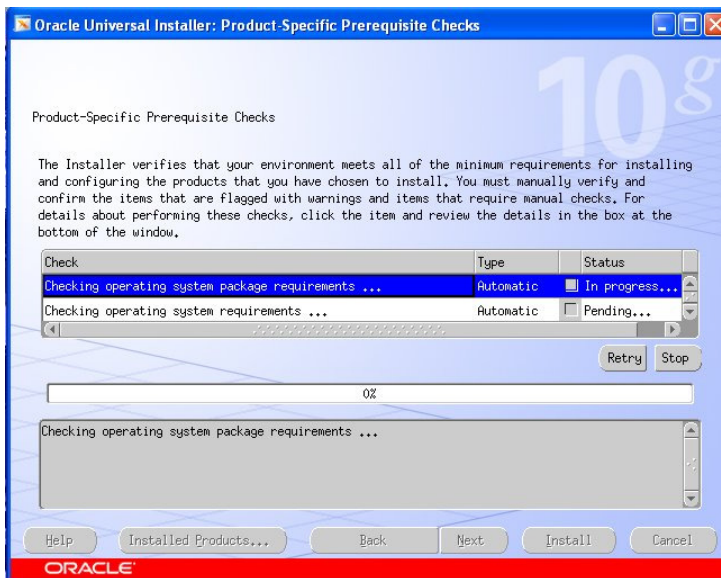 Oracle Universal Installer: Product-Specific Prerequisite Checks
10g
Product-Specific Prerequisite Checks
The Installer verifies that your environment meets all of the minimum requirements for installing
and configuring the products that you have chosen to install. You must manually verify and
confirm the items that are flagged with warnings and items that require manual checks. For
details about performing these checks, click the item and review the details in the box at the
bottom of the window.
Check Type Status
Checking operating system package requirements ... Automatic In progress...
Checking operating system requirements ... Automatic Pending...
Retry Stop
0%
Checking operating system package requirements ...
Help Installed Products... Back Next Install Cancel
ORACLE